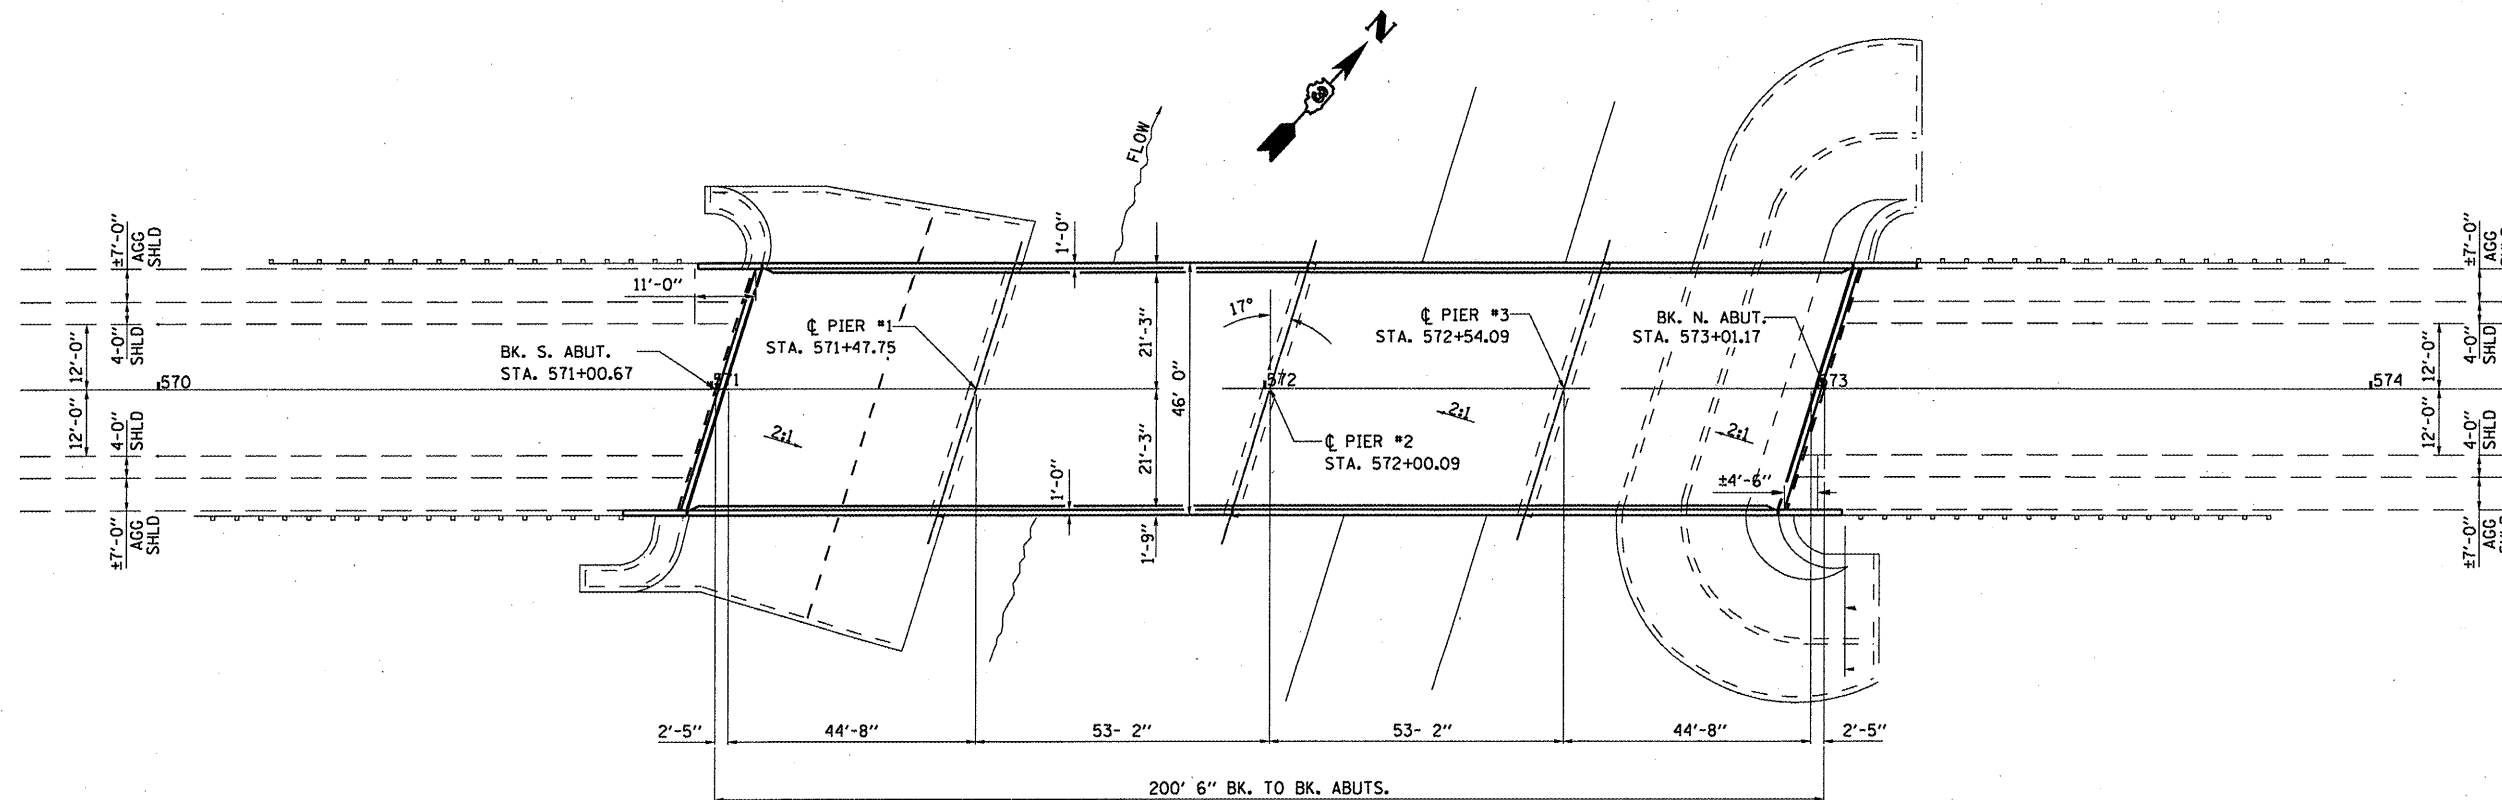 N
FLOW
±7'-0"
AGG
SHLD
4-0"
SHLD
12'-0"
12'-0"
4-0"
SHLD
±7'-0"
AGG
SHLD
570
11'-0"
BK. S. ABUT.
STA. 571+00.67
571
℄ PIER #1
STA. 571+47.75
2:1
1'-0"
21'-3"
46' 0"
21'-3"
1'-0"
1'-9"
17°
572
℄ PIER #2
STA. 572+00.09
℄ PIER #3
STA. 572+54.09
2:1
BK. N. ABUT.
STA. 573+01.17
573
2:1
±4'-6"
574
±7'-0"
AGG
4-0"
SHLD
12'-0"
12'-0"
4-0"
SHLD
±7'-0"
AGG
2'-5"
44'-8"
53- 2"
53- 2"
44'-8"
2'-5"
200' 6" BK. TO BK. ABUTS.